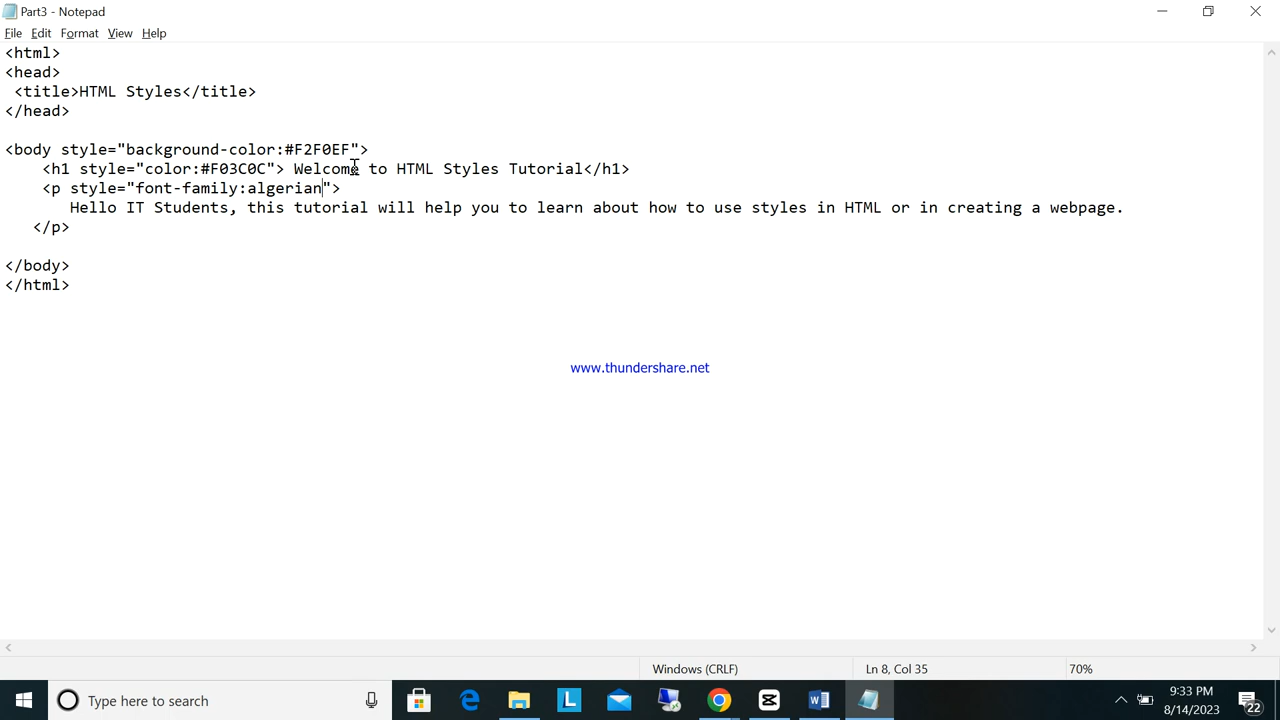 Part3 - Notepad
File Edit Format View Help
<html>
<head>
<title>HTML Styles</title>
</head>
<body style="background-color:#F2F0EF">
<h1 style="color:#F03C0C"> Welcome to HTML Styles Tutorial</h1>
<p style="font-family:algerian">
Hello IT Students, this tutorial will help you to learn about how to use styles in HTML or in creating a webpage.
</p>
</body>
</html>
www.thundershare.net
Windows (CRLF) Ln 8, Col 35 70%
Type here to search
L
W
9:33 PM
8/14/2023
22